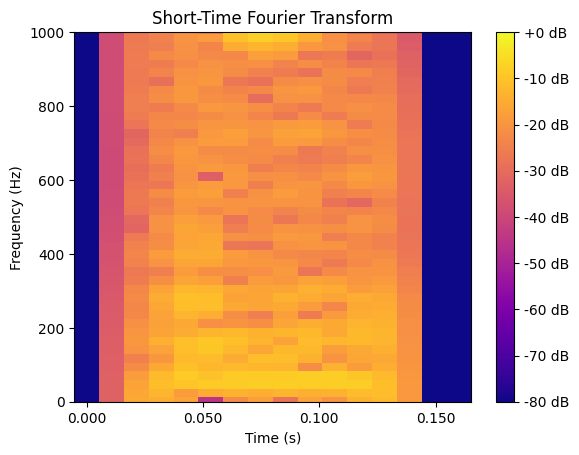 Short-Time Fourier Transform
1000
800
600
400
200
0
Frequency (Hz)
0.000
0.050
0.100
0.150
Time (s)
+0 dB
-10 dB
-20 dB
-30 dB
-40 dB
-50 dB
-60 dB
-70 dB
-80 dB